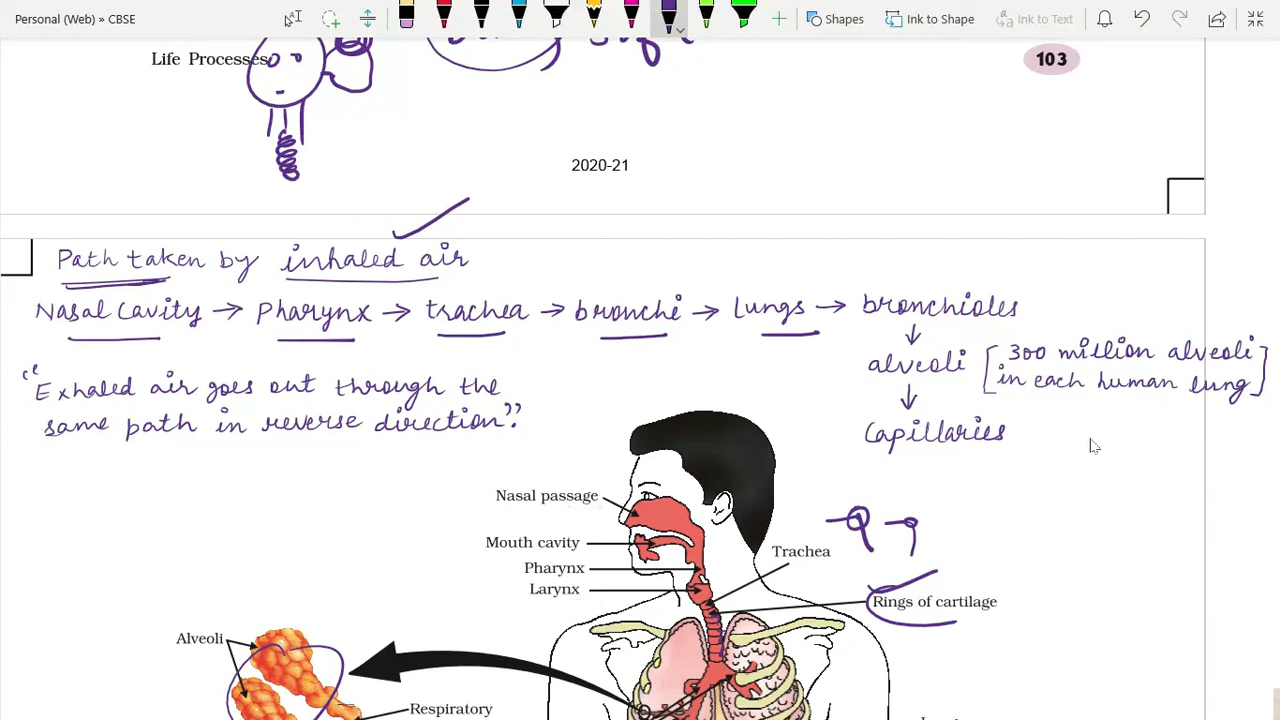 Personal (Web) » CBSE
Shapes
Ink to Shape
Ink to Text
Life Processes
103
2020-21
Path taken by inhaled air
Nasal Cavity → Pharynx → trachea → bronchi → Lungs → bronchioles
↓
alveoli [300 million alveoli
in each human lung]
↓
Capillaries
"Exhaled air goes out through the
same path in reverse direction"
Nasal passage
Mouth cavity
Trachea
Pharynx
Larynx
Rings of cartilage
Alveoli
Respiratory